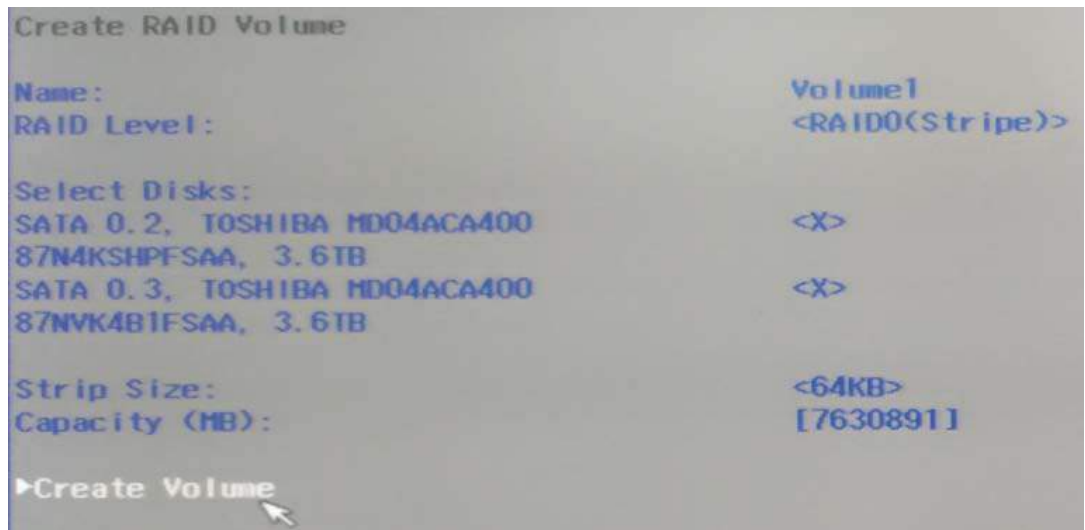 Create RAID Volume
Name: Volume1
RAID Level: <RAID0(Stripe)>
Select Disks:
SATA 0.2, TOSHIBA MD04ACA400 <X>
87N4KSHPFSAA, 3.6TB
SATA 0.3, TOSHIBA MD04ACA400 <X>
87NVK4B1FSAA, 3.6TB
Strip Size: <64KB>
Capacity (MB): [7630891]
►Create Volume